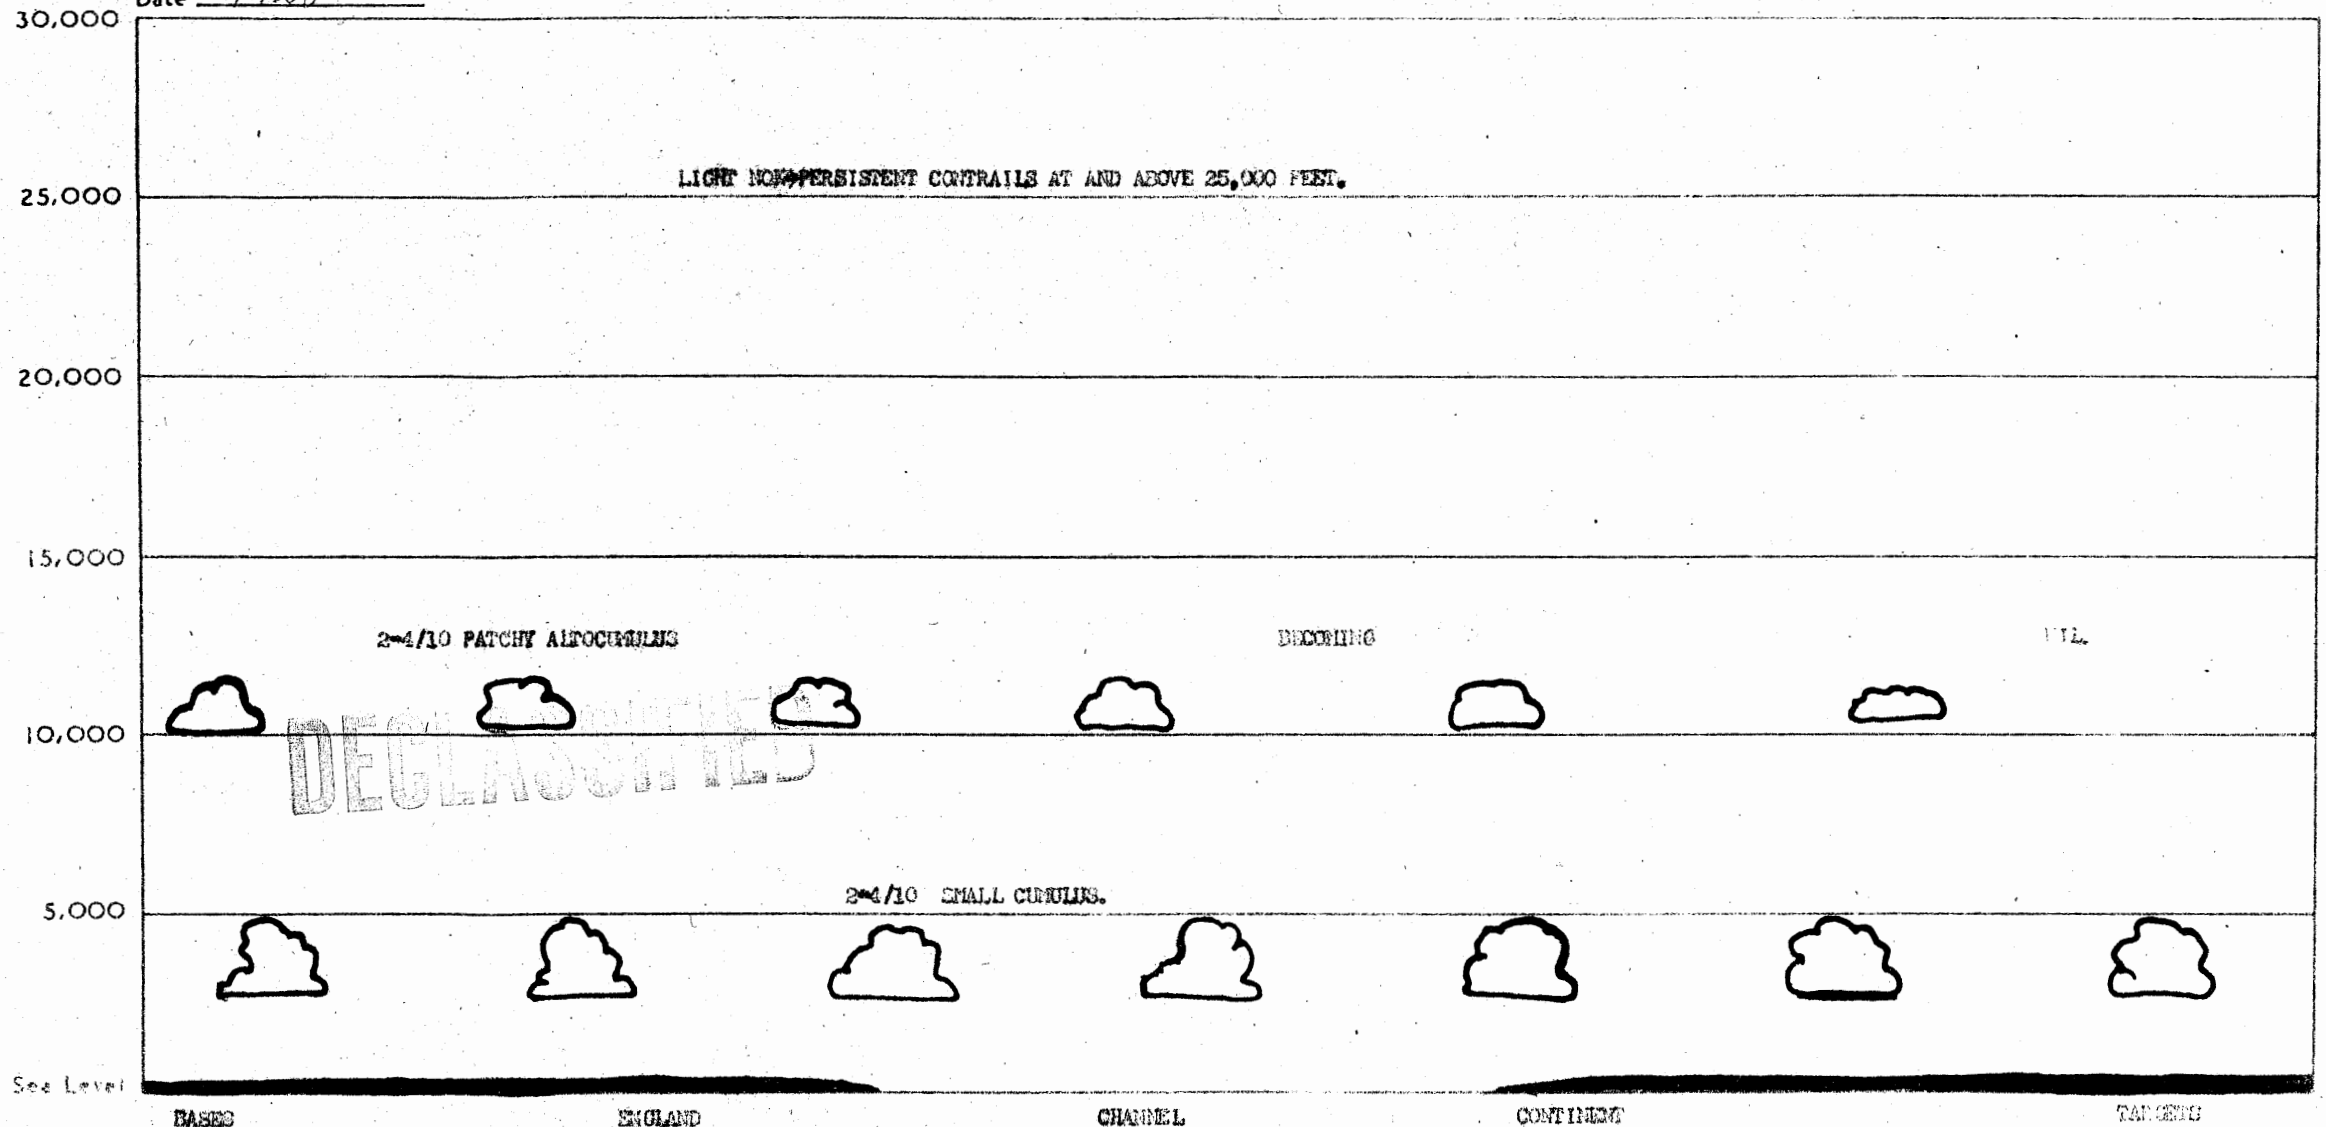 Date
30,000
LIGHT NON-PERSISTENT CONTRAILS AT AND ABOVE 25,000 FEET.
25,000
20,000
15,000
2-4/10 PATCHY ALTOCUMULUS BECOMING NIL.
10,000
DECLASSIFIED
2-4/10 SMALL CUMULUS.
5,000
Sea Level
BASES ENGLAND CHANNEL CONTINENT TARGETS